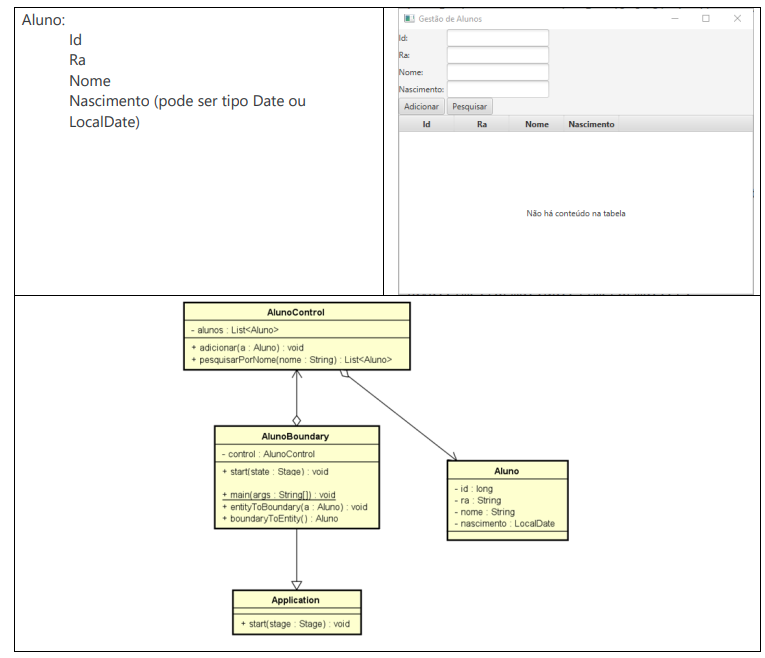 Aluno:
Id
Ra
Nome
Nascimento (pode ser tipo Date ou
LocalDate)
Gestão de Alunos
Id:
Ra:
Nome:
Nascimento:
Adicionar Pesquisar
Id Ra Nome Nascimento
Não há conteúdo na tabela
AlunoControl
- alunos : List<Aluno>
+ adicionar(a : Aluno) : void
+ pesquisarPorNome(nome : String) : List<Aluno>
AlunoBoundary
- control : AlunoControl
+ start(state : Stage) : void
+ main(args : String[]) : void
+ entityToBoundary(a : Aluno) : void
+ boundaryToEntity() : Aluno
Aluno
- id : long
- ra : String
- nome : String
- nascimento : LocalDate
Application
+ start(stage : Stage) : void